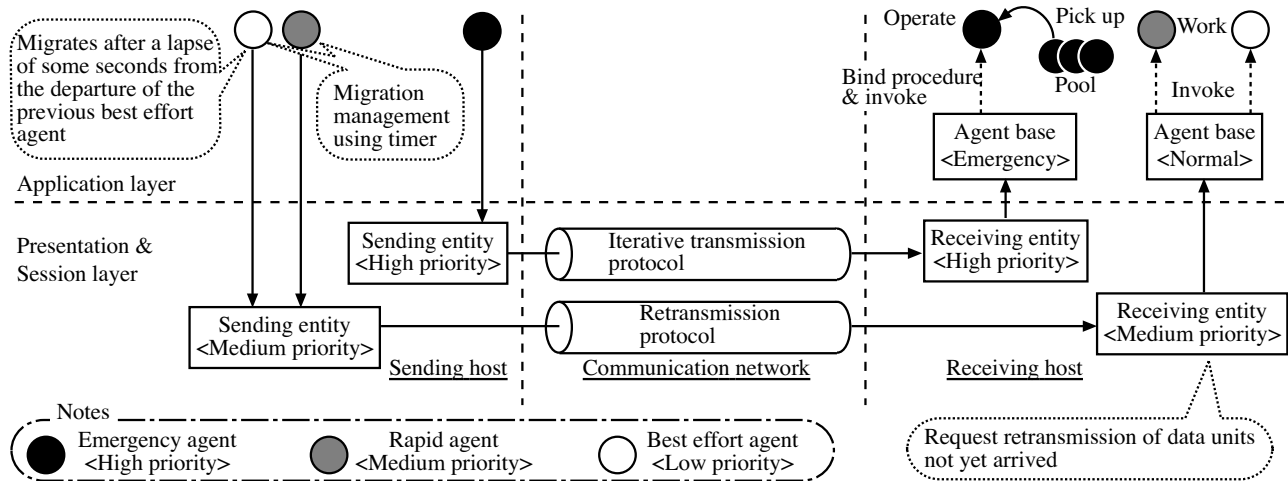 Migrates after a lapse
of some seconds from
the departure of the
previous best effort
agent
Migration
management
using timer
Operate
Pick up
Pool
Work
Bind procedure
& invoke
Invoke
Agent base
<Emergency>
Agent base
<Normal>
Application layer
Presentation &
Session layer
Sending entity
<High priority>
Iterative transmission
protocol
Receiving entity
<High priority>
Sending entity
<Medium priority>
Retransmission
protocol
Receiving entity
<Medium priority>
Sending host
Communication network
Receiving host
Request retransmission of data units
not yet arrived
Notes
Emergency agent
<High priority>
Rapid agent
<Medium priority>
Best effort agent
<Low priority>